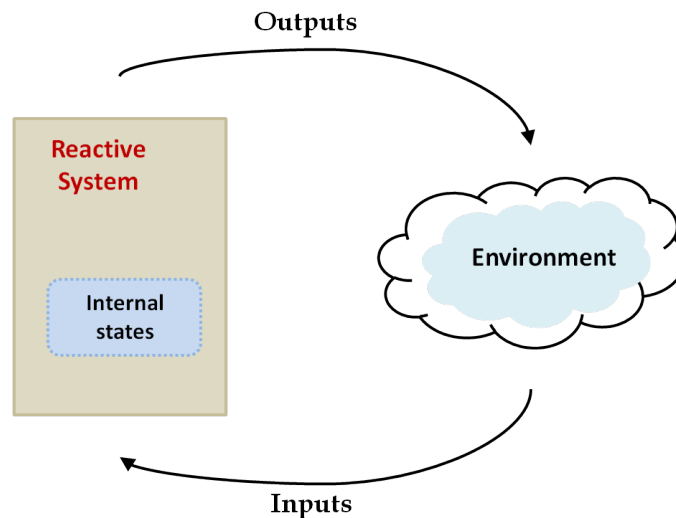 Outputs
Reactive
System
Environment
Internal
states
Inputs